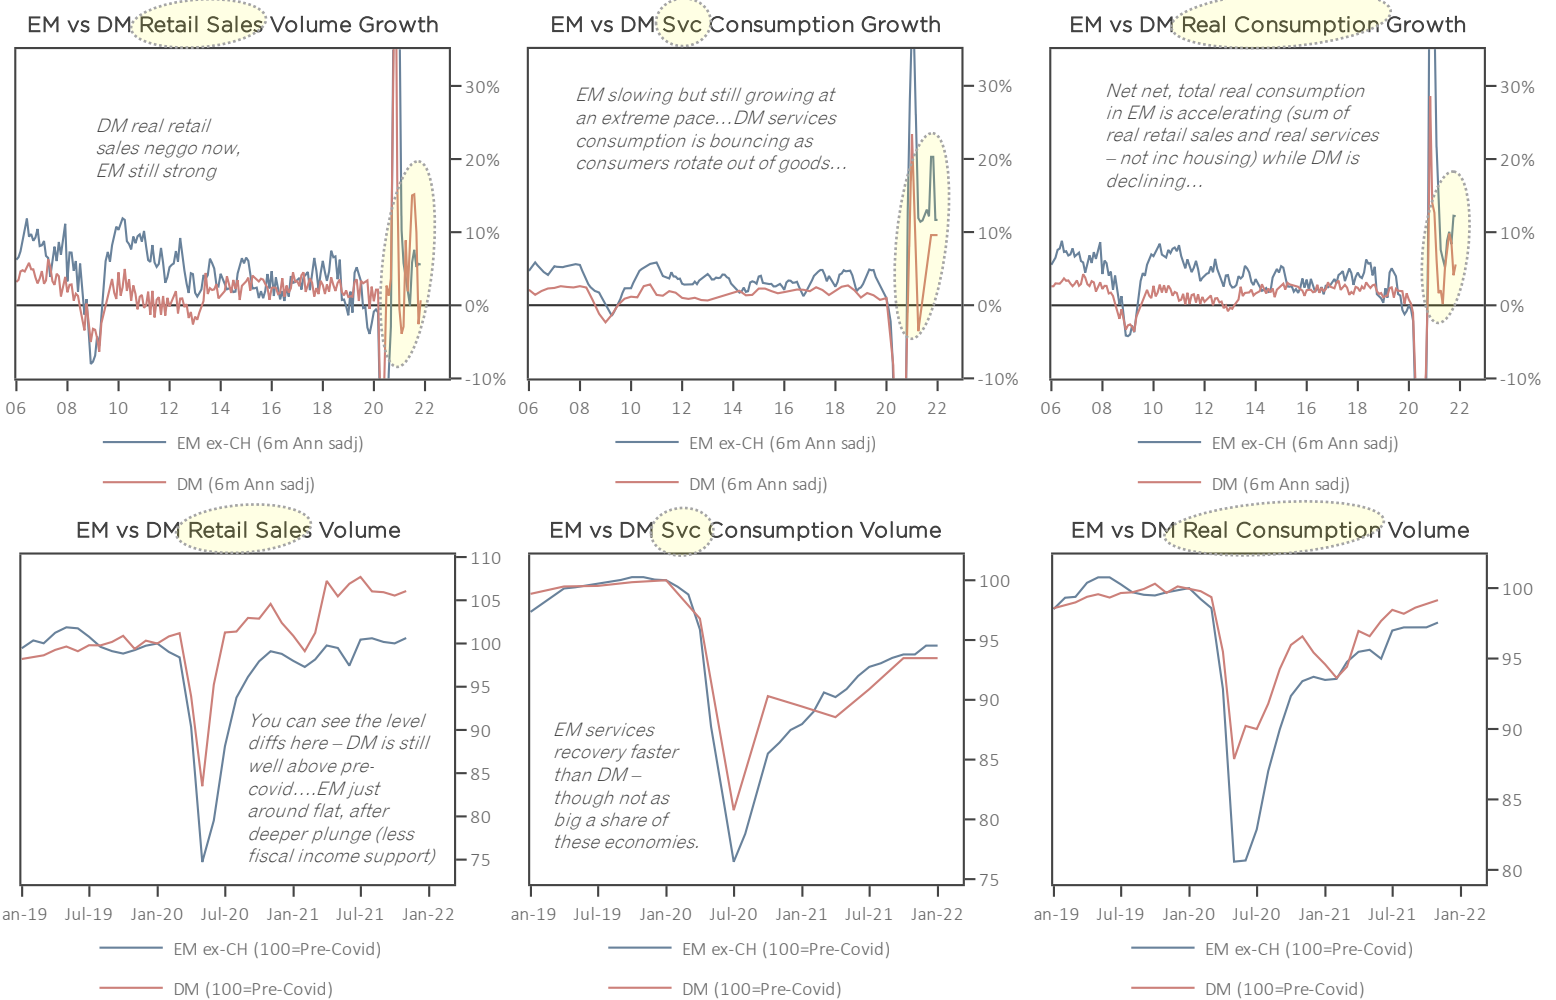 EM vs DM Retail Sales Volume Growth
30%
20%
10%
0%
-10%
DM real retail
sales neggo now,
EM still strong
06 08 10 12 14 16 18 20 22
EM ex-CH (6m Ann sadj)
DM (6m Ann sadj)
EM vs DM Svc Consumption Growth
30%
20%
10%
0%
-10%
EM slowing but still growing at
an extreme pace...DM services
consumption is bouncing as
consumers rotate out of goods...
06 08 10 12 14 16 18 20 22
EM ex-CH (6m Ann sadj)
DM (6m Ann sadj)
EM vs DM Real Consumption Growth
30%
20%
10%
0%
-10%
Net net, total real consumption
in EM is accelerating (sum of
real retail sales and real services
– not inc housing) while DM is
declining...
06 08 10 12 14 16 18 20 22
EM ex-CH (6m Ann sadj)
DM (6m Ann sadj)
EM vs DM Retail Sales Volume
110
105
100
95
90
85
80
75
You can see the level
diffs here – DM is still
well above pre-
covid....EM just
around flat, after
deeper plunge (less
fiscal income support)
an-19 Jul-19 Jan-20 Jul-20 Jan-21 Jul-21 Jan-22
EM ex-CH (100=Pre-Covid)
DM (100=Pre-Covid)
EM vs DM Svc Consumption Volume
100
95
90
85
80
75
EM services
recovery faster
than DM –
though not as
big a share of
these economies.
an-19 Jul-19 Jan-20 Jul-20 Jan-21 Jul-21 Jan-22
EM ex-CH (100=Pre-Covid)
DM (100=Pre-Covid)
EM vs DM Real Consumption Volume
100
95
90
85
80
an-19 Jul-19 Jan-20 Jul-20 Jan-21 Jul-21 Jan-22
EM ex-CH (100=Pre-Covid)
DM (100=Pre-Covid)